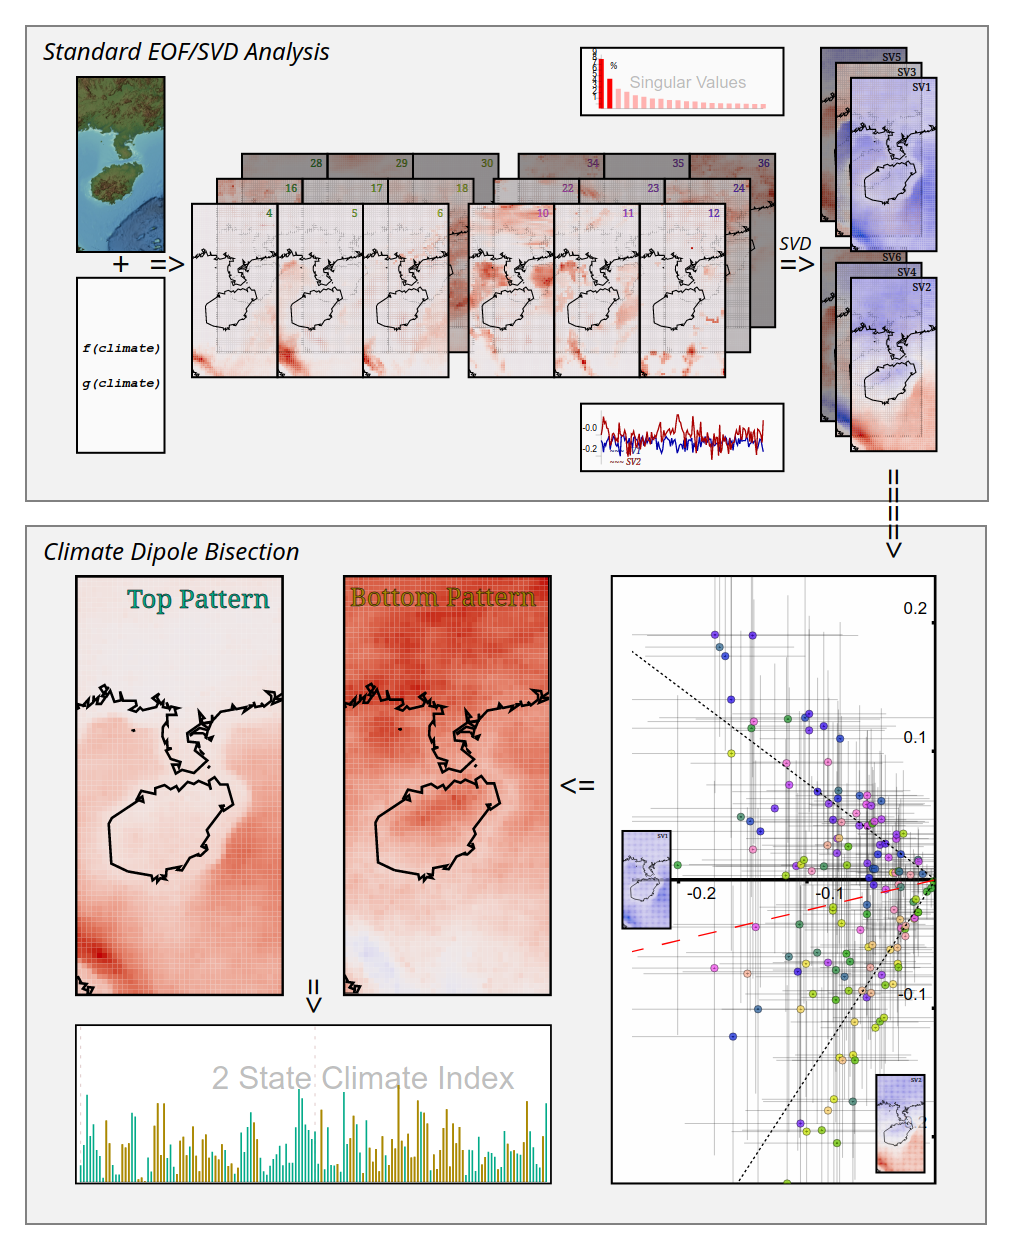 Standard EOF/SVD Analysis
%
Singular Values
SV5
SV3
SV1
28
29
30
34
35
36
16
17
18
22
23
24
4
5
6
10
11
12
SVD
+
=>
=>
f(climate)
g(climate)
SV6
SV4
SV2
-0.0
-0.2
~~~ SV1
~~~ SV2
====>
Climate Dipole Bisection
Top Pattern
Bottom Pattern
0.2
0.1
<=
SV1
-0.2
-0.1
-0.1
=>
SV2
2 State Climate Index